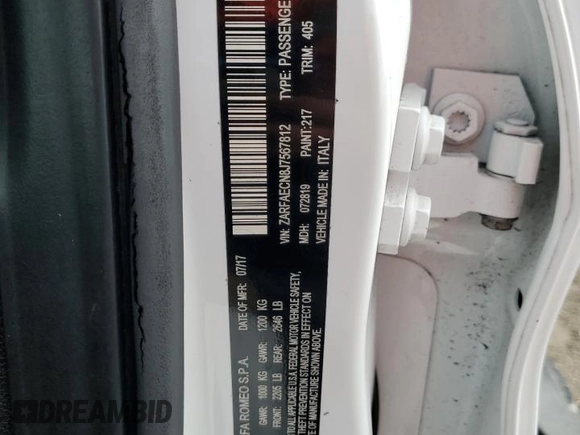 FA ROMEO S.P.A. DATE OF MFR: 07/17
GAWR: 1000 KG GAWR: 1200 KG
FRONT: 2205 LB REAR: 2646 LB
TO ALL APPLICABLE U.S.A. FEDERAL MOTOR VEHICLE SAFETY,
THEFT PREVENTION STANDARDS IN EFFECT ON
MANUFACTURE SHOWN ABOVE.
VIN: ZARFAECN8J7567812 TYPE: PASSENGE
MDH: 072819 PAINT: 217 TRIM: 405
VEHICLE MADE IN: ITALY
DREAMBID